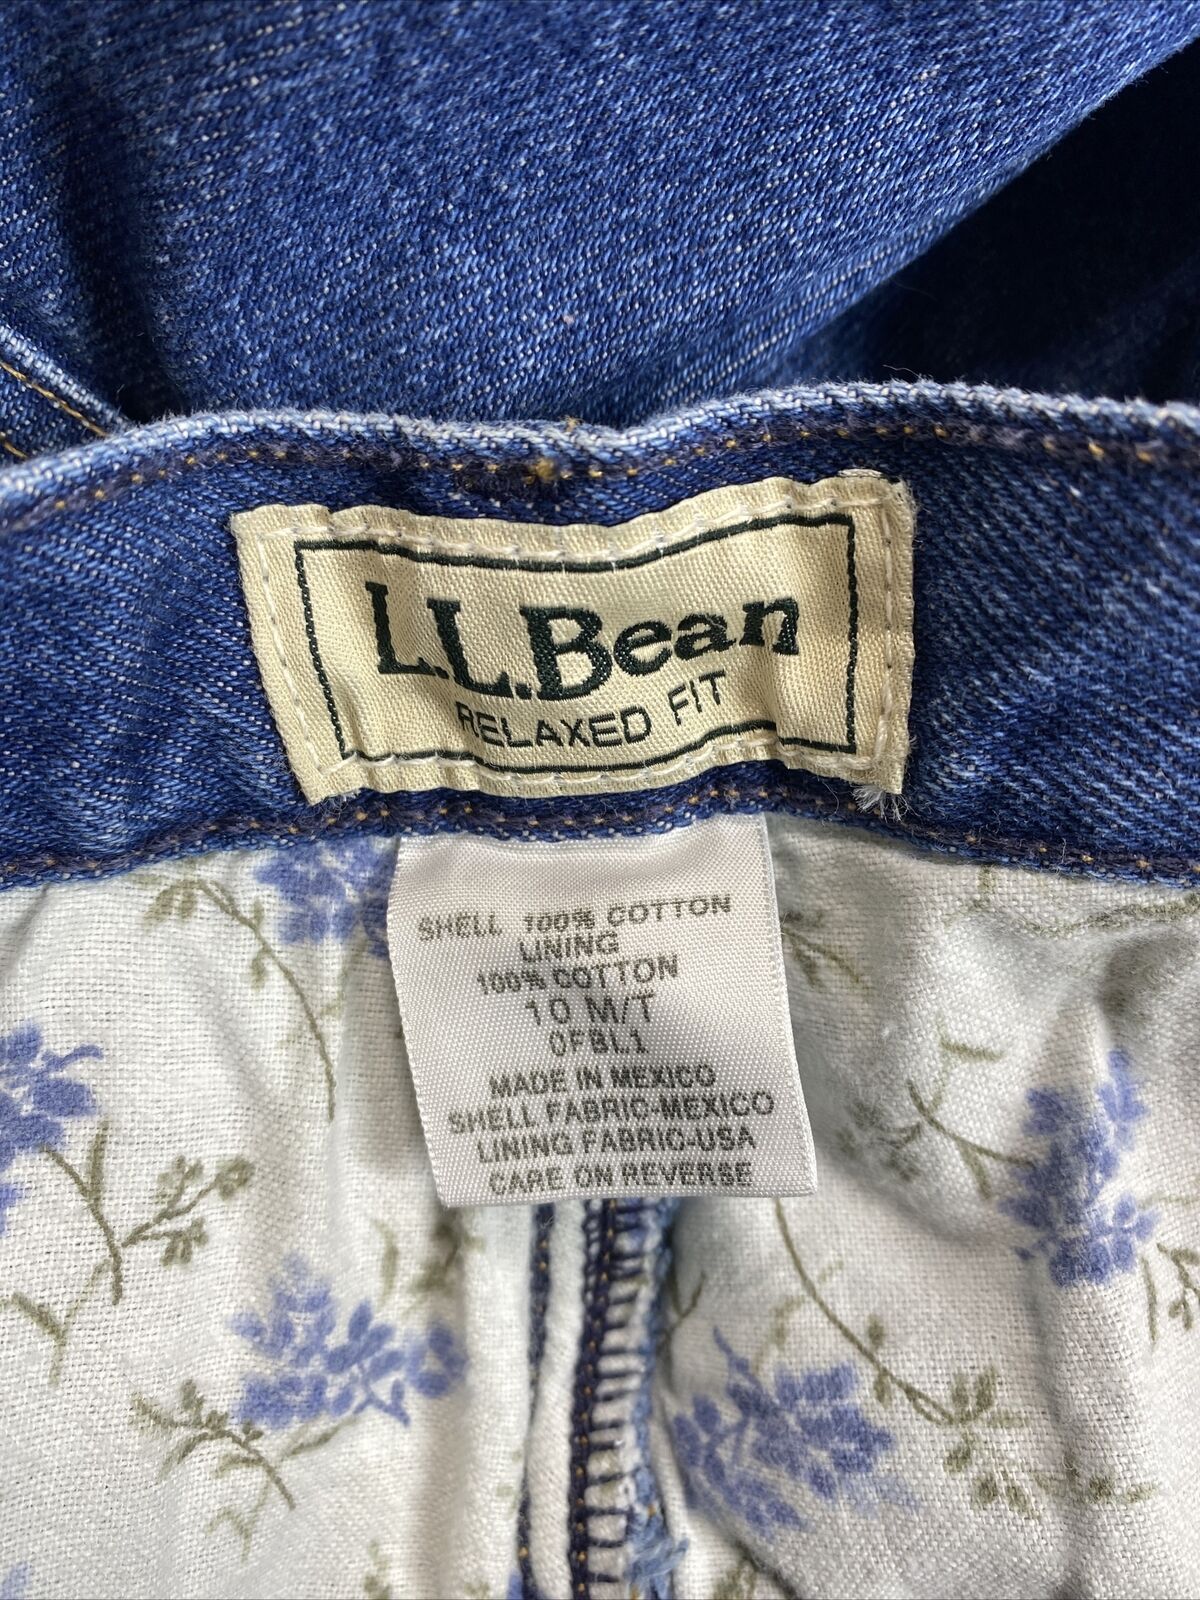 L.L.Bean
RELAXED FIT
SHELL 100% COTTON
LINING
100% COTTON
10 M/T
0FBL1
MADE IN MEXICO
SHELL FABRIC-MEXICO
LINING FABRIC-USA
CARE ON REVERSE